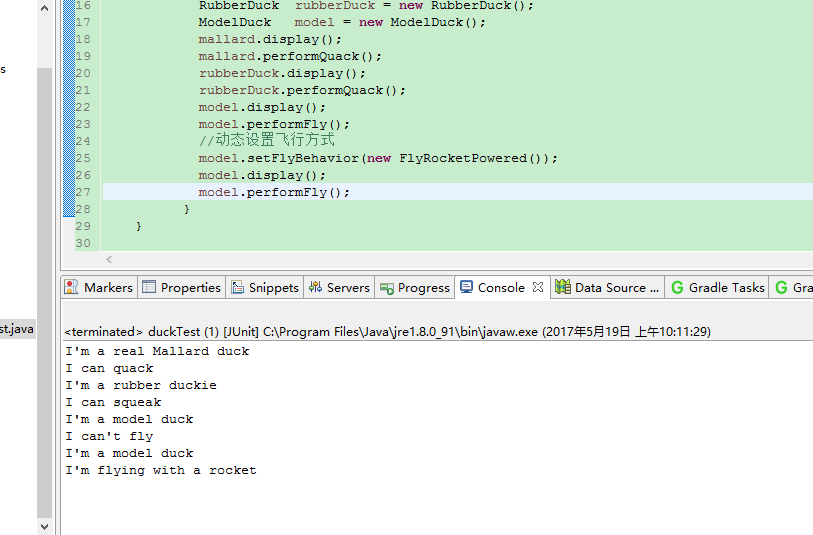 16 RubberDuck rubberDuck = new RubberDuck();
17 ModelDuck model = new ModelDuck();
18 mallard.display();
19 mallard.performQuack();
20 rubberDuck.display();
21 rubberDuck.performQuack();
22 model.display();
23 model.performFly();
24 //动态设置飞行方式
25 model.setFlyBehavior(new FlyRocketPowered());
26 model.display();
27 model.performFly();
28 }
29 }
30
s
st.java
Markers Properties Snippets Servers Progress Console Data Source ... Gradle Tasks Gra
<terminated> duckTest (1) [JUnit] C:\Program Files\Java\jre1.8.0_91\bin\javaw.exe (2017年5月19日 上午10:11:29)
I'm a real Mallard duck
I can quack
I'm a rubber duckie
I can squeak
I'm a model duck
I can't fly
I'm a model duck
I'm flying with a rocket